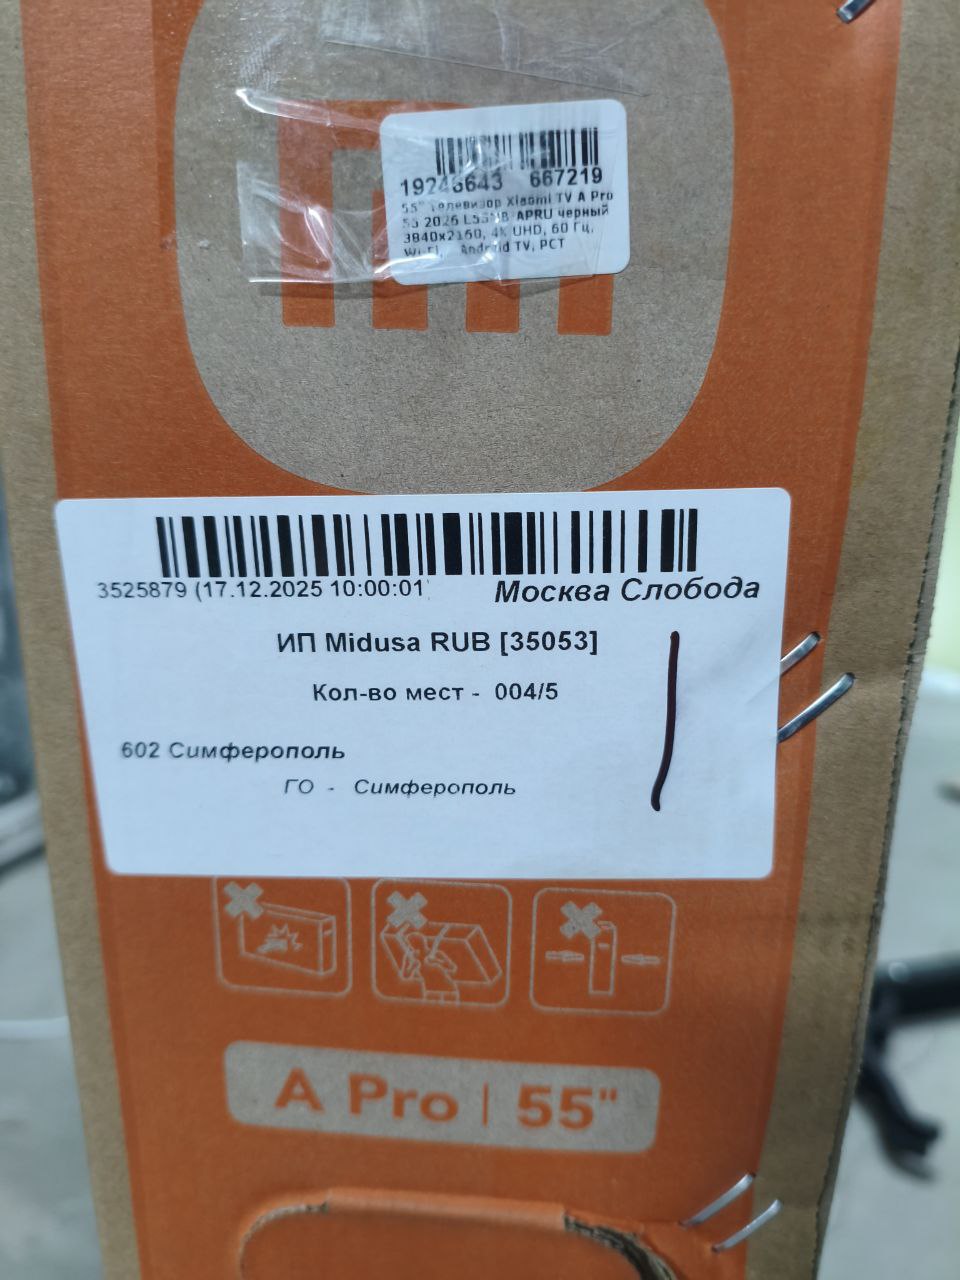 19246643 667219
55" Телевизор Xiaomi TV A Pro
55 2026 APRU черный
3840x2160, 4K UHD, 60 Гц,
Wi-Fi, Android TV, РСТ
3525879 (17.12.2025 10:00:01 Москва Слобода
ИП Midusa RUB [35053]
Кол-во мест - 004/5
602 Симферополь
ГО - Симферополь
A Pro | 55"